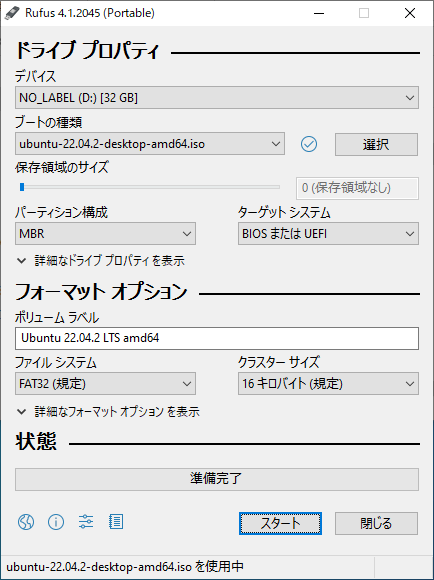 Rufus 4.1.2045 (Portable)
ドライブ プロパティ
デバイス
NO_LABEL (D:) [32 GB]
ブートの種類
ubuntu-22.04.2-desktop-amd64.iso
選択
保存領域のサイズ
0 (保存領域なし)
パーティション構成 ターゲット システム
MBR BIOS または UEFI
詳細なドライブ プロパティを表示
フォーマット オプション
ボリューム ラベル
Ubuntu 22.04.2 LTS amd64
ファイル システム クラスター サイズ
FAT32 (規定) 16 キロバイト (規定)
詳細なフォーマット オプションを表示
状態
準備完了
スタート 閉じる
ubuntu-22.04.2-desktop-amd64.iso を使用中